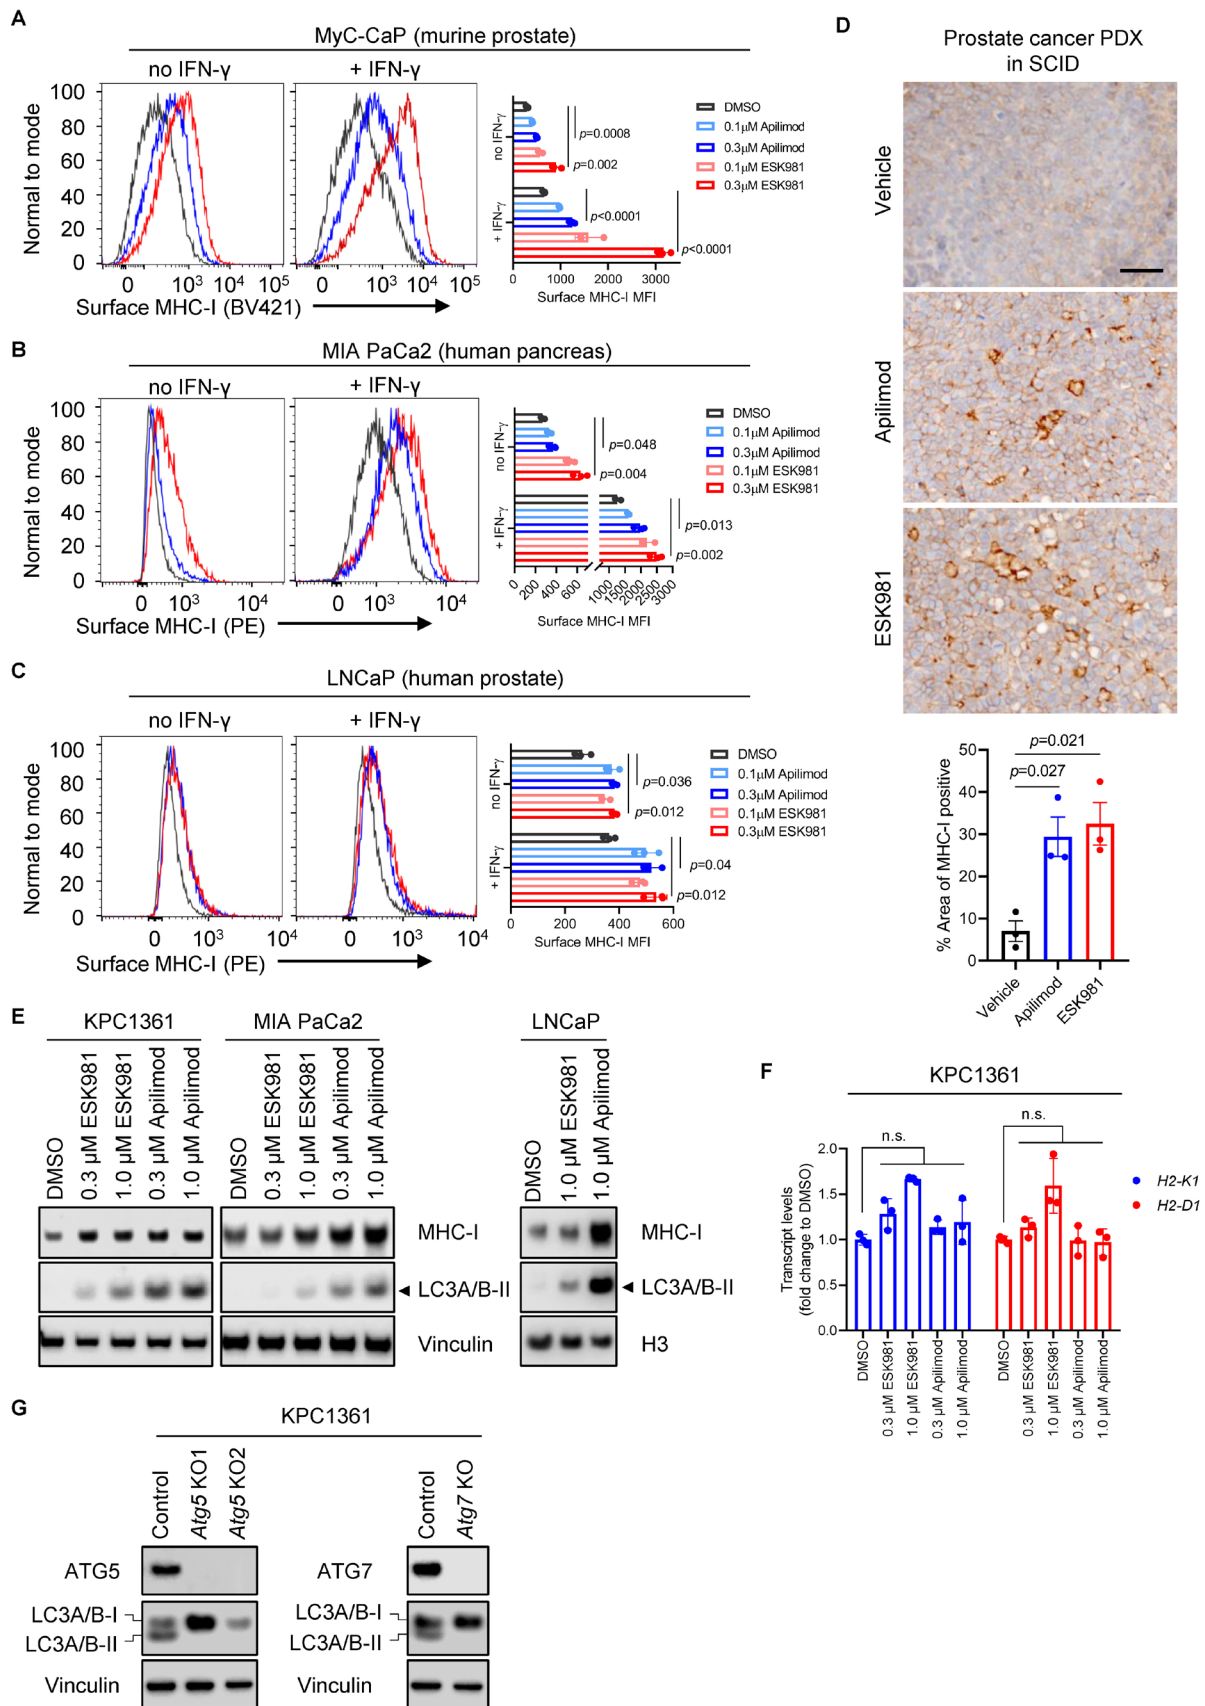 A
MyC-CaP (murine prostate)
no IFN-γ
+ IFN-γ
Normal to mode
100
80
60
40
20
0
0 10³ 10⁴ 10⁵
0 10³ 10⁴ 10⁵
Surface MHC-I (BV421)
no IFN-γ
+ IFN-γ
p=0.0008
p=0.002
p<0.0001
p<0.0001
0 1000 2000 3000
Surface MHC-I MFI
DMSO
0.1μM Apilimod
0.3μM Apilimod
0.1μM ESK981
0.3μM ESK981
B
MIA PaCa2 (human pancreas)
no IFN-γ
+ IFN-γ
Normal to mode
100
80
60
40
20
0
0 10³ 10⁴
0 10³ 10⁴
Surface MHC-I (PE)
no IFN-γ
+ IFN-γ
p=0.048
p=0.004
p=0.013
p=0.002
0 200 400 600 1000 1500 2000 2500 3000
Surface MHC-I MFI
DMSO
0.1μM Apilimod
0.3μM Apilimod
0.1μM ESK981
0.3μM ESK981
C
LNCaP (human prostate)
no IFN-γ
+ IFN-γ
Normal to mode
100
80
60
40
20
0
0 10³ 10⁴
0 10³ 10⁴
Surface MHC-I (PE)
no IFN-γ
+ IFN-γ
p=0.036
p=0.012
p=0.04
p=0.012
0 200 400 600
Surface MHC-I MFI
DMSO
0.1μM Apilimod
0.3μM Apilimod
0.1μM ESK981
0.3μM ESK981
D
Prostate cancer PDX
in SCID
Vehicle
Apilimod
ESK981
% Area of MHC-I positive
50
40
30
20
10
0
p=0.021
p=0.027
Vehicle
Apilimod
ESK981
E
KPC1361
MIA PaCa2
LNCaP
DMSO
0.3 μM ESK981
1.0 μM ESK981
0.3 μM Apilimod
1.0 μM Apilimod
DMSO
0.3 μM ESK981
1.0 μM ESK981
0.3 μM Apilimod
1.0 μM Apilimod
DMSO
1.0 μM ESK981
1.0 μM Apilimod
MHC-I
MHC-I
LC3A/B-II
LC3A/B-II
Vinculin
H3
F
KPC1361
n.s.
n.s.
Transcript levels
(fold change to DMSO)
2.0
1.5
1.0
0.5
0.0
DMSO
0.3 μM ESK981
1.0 μM ESK981
0.3 μM Apilimod
1.0 μM Apilimod
DMSO
0.3 μM ESK981
1.0 μM ESK981
0.3 μM Apilimod
1.0 μM Apilimod
H2-K1
H2-D1
G
KPC1361
Control
Atg5 KO1
Atg5 KO2
Control
Atg7 KO
ATG5
ATG7
LC3A/B-I
LC3A/B-II
LC3A/B-I
LC3A/B-II
Vinculin
Vinculin